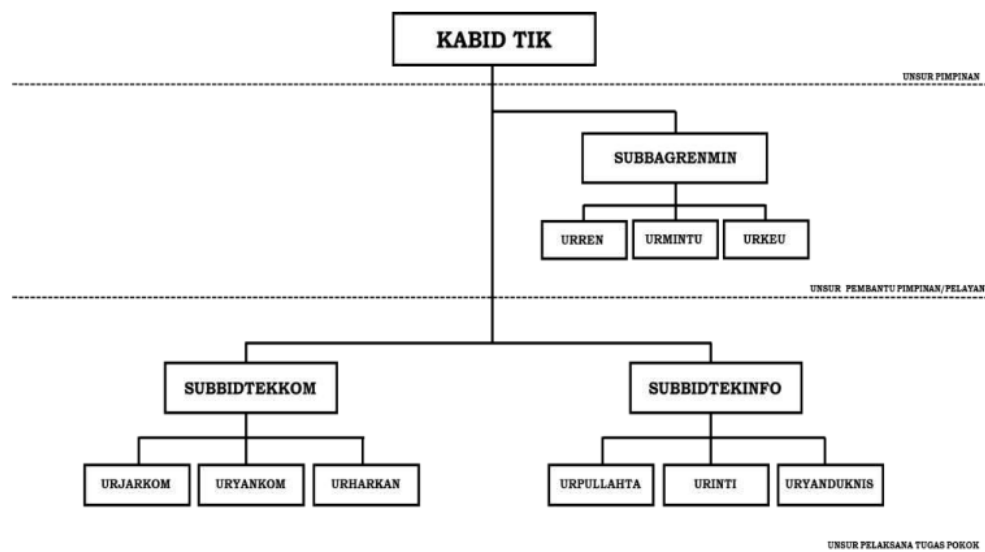 KABID TIK
UNSUR PIMPINAN
SUBBAGRENMIN
URREN
URMINTU
URKEU
UNSUR PEMBANTU PIMPINAN/PELAYAN
SUBBIDTEKKOM
SUBBIDTEKINFO
URJARKOM
URYANKOM
URHARKAN
URPULLAHTA
URINTI
URYANDUKNIS
UNSUR PELAKSANA TUGAS POKOK